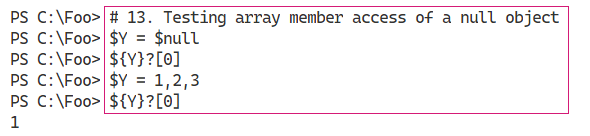 PS C:\Foo> # 13. Testing array member access of a null object
PS C:\Foo> $Y = $null
PS C:\Foo> ${Y}?[0]
PS C:\Foo> $Y = 1,2,3
PS C:\Foo> ${Y}?[0]
1